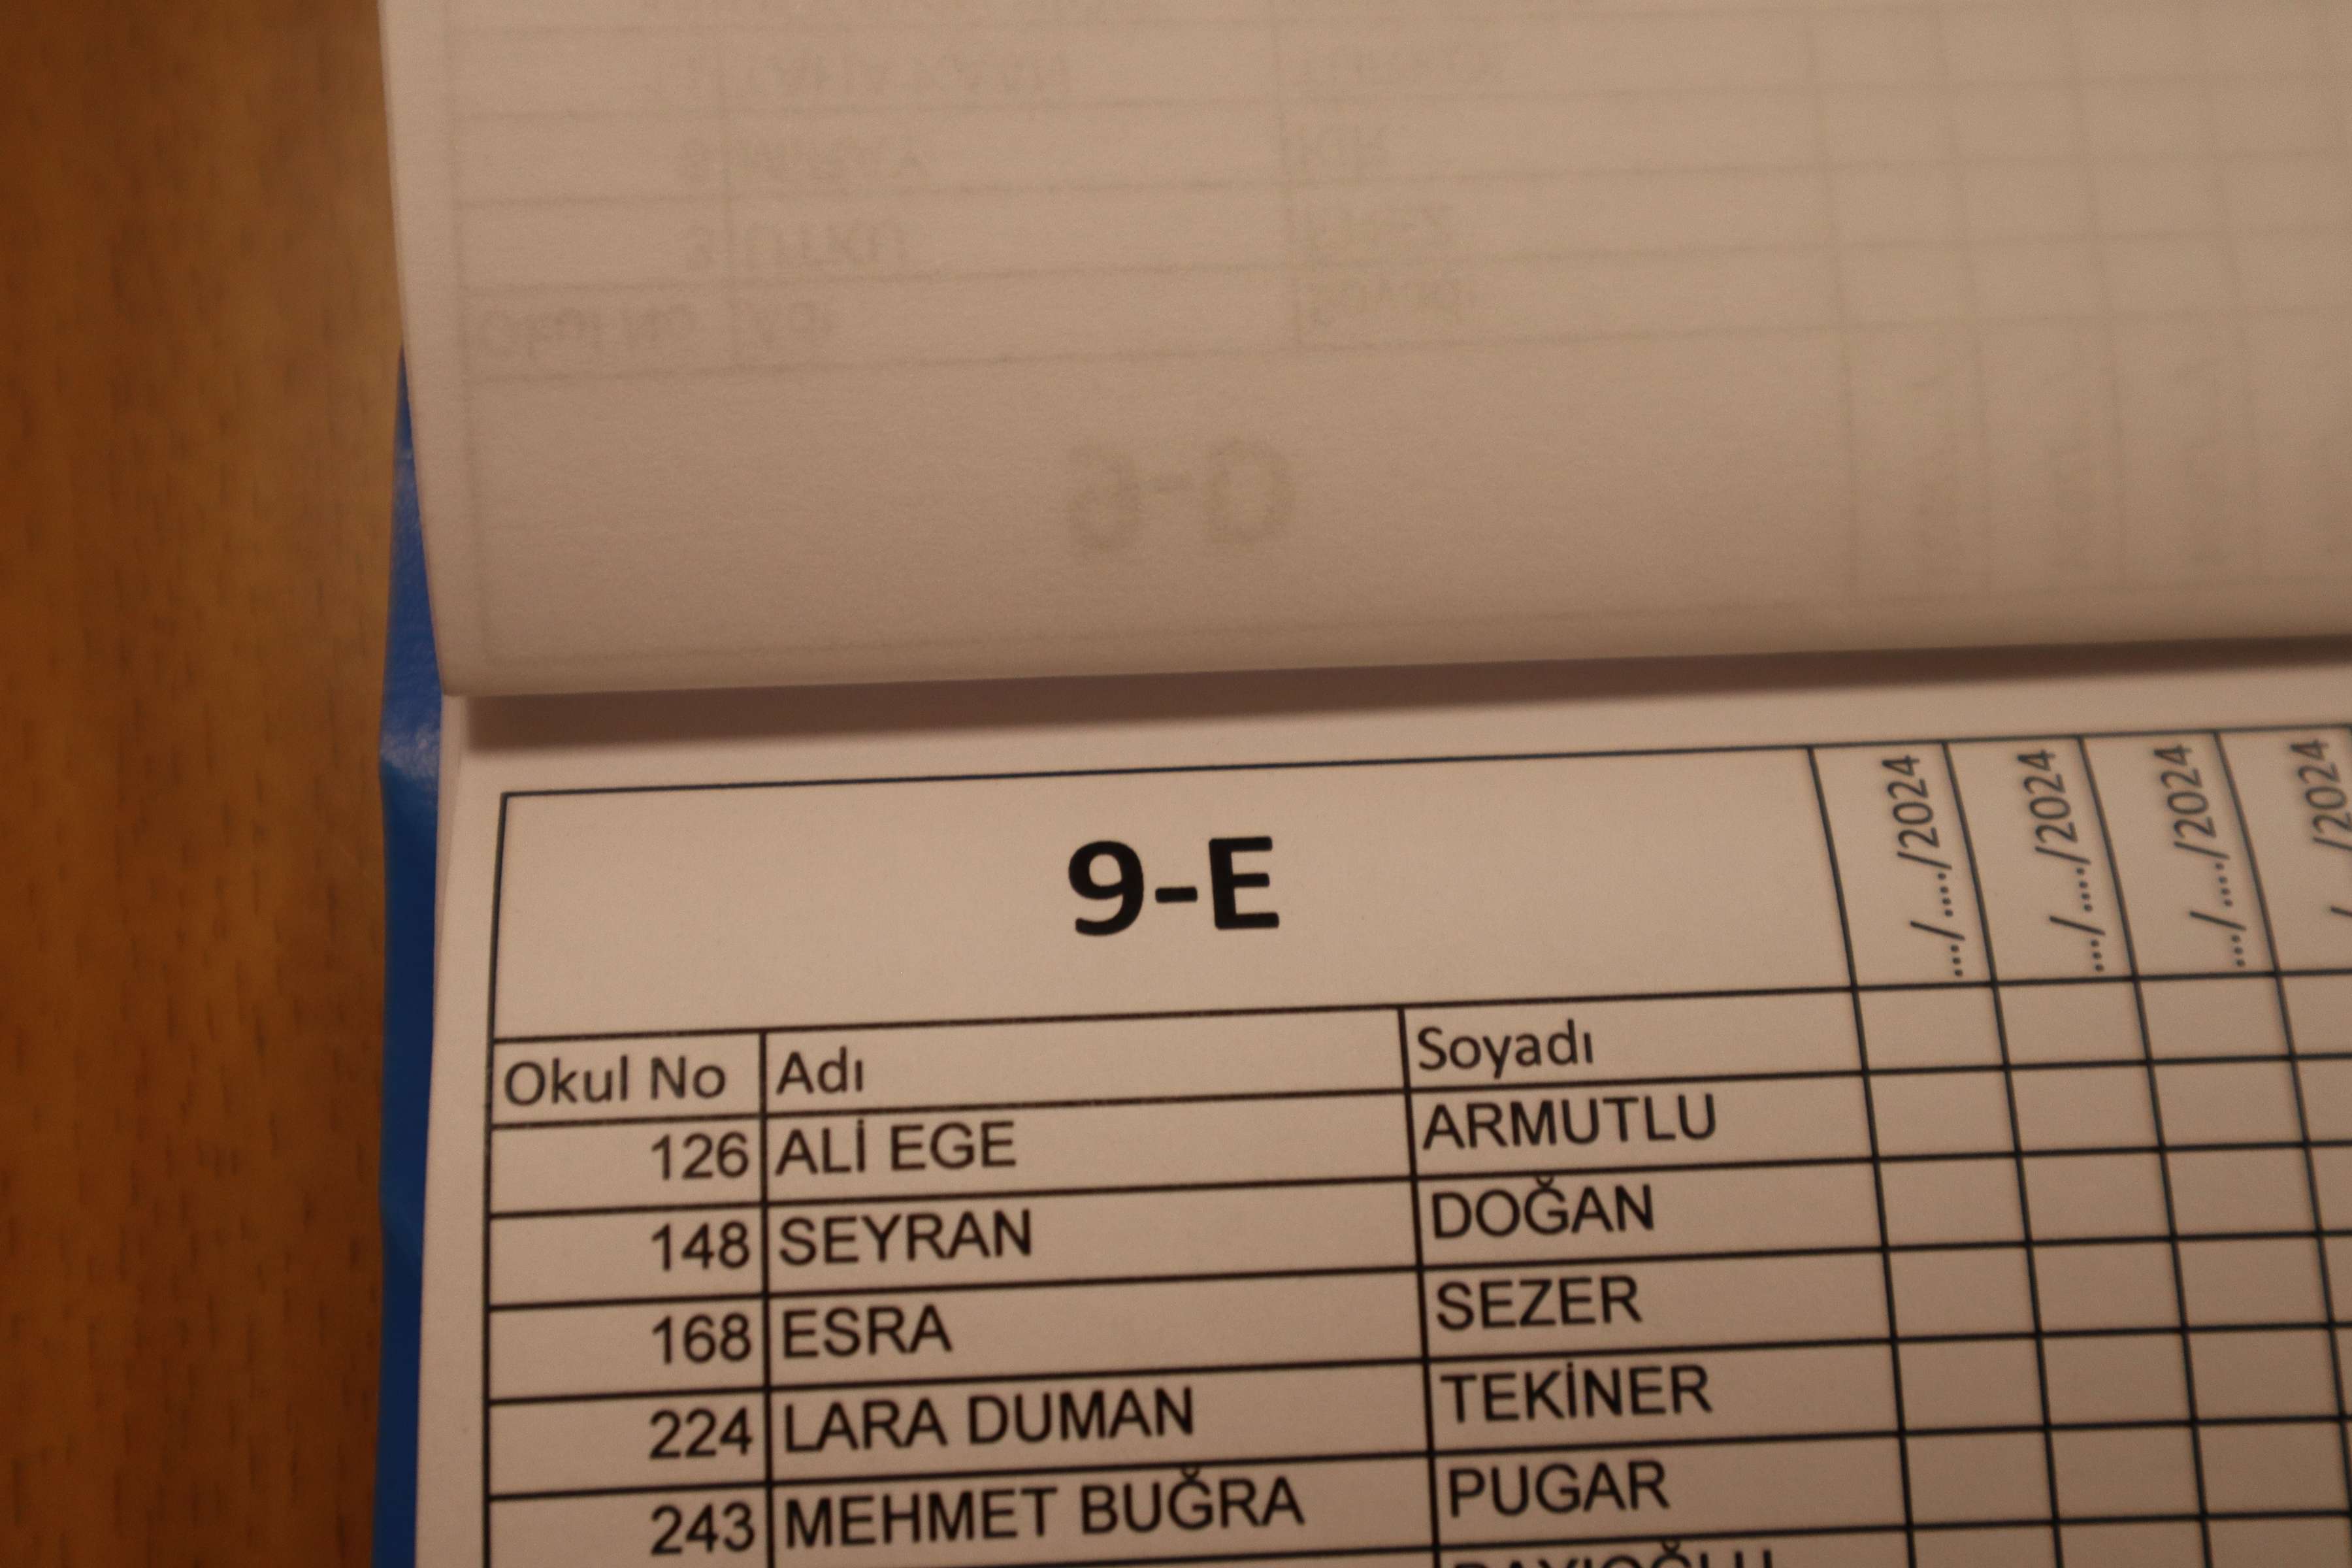 9-E
.../..../2024
.../..../2024
.../..../2024
/2024
Okul No Adı Soyadı
126 ALİ EGE ARMUTLU
148 SEYRAN DOĞAN
168 ESRA SEZER
224 LARA DUMAN TEKİNER
243 MEHMET BUĞRA PUGAR
9-D